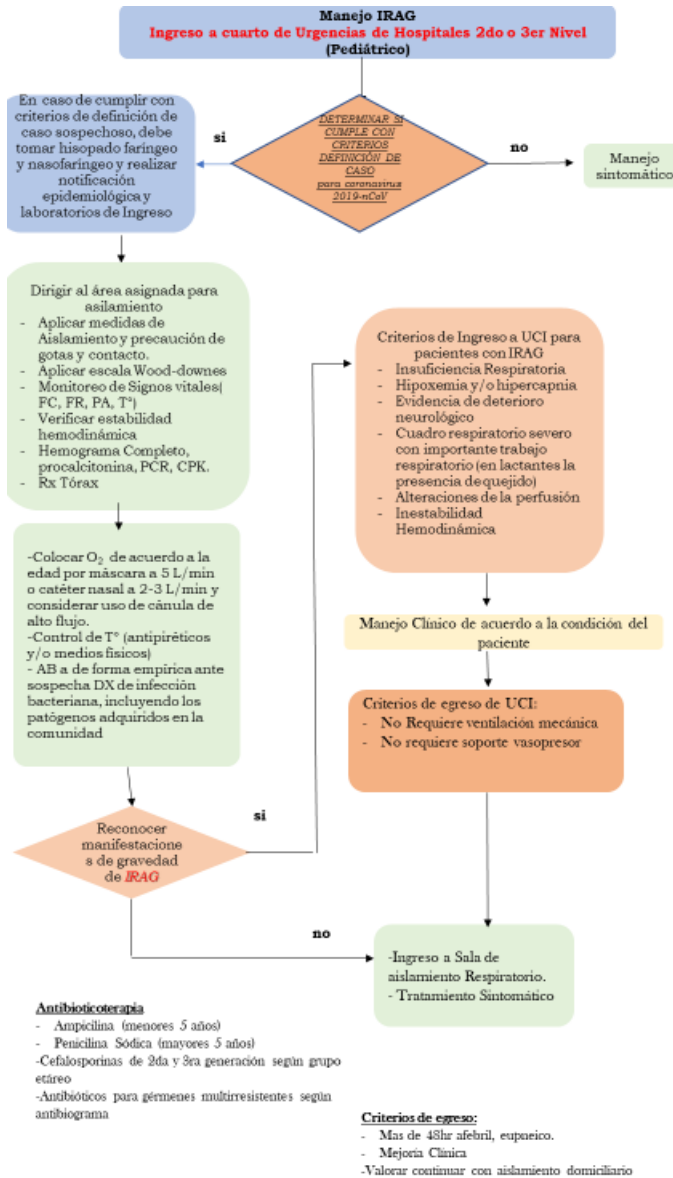 Manejo IRAG
Ingreso a cuarto de Urgencias de Hospitales 2do o 3er Nivel
(Pediátrico)
DETERMINAR SI
CUMPLE CON
CRITERIOS
DEFINICIÓN DE
CASO
para coronavirus
2019-nCoV
si
no
Manejo
sintomático
En caso de cumplir con
criterios de definición de
caso sospechoso, debe
tomar hisopado faríngeo
y nasofaríngeo y realizar
notificación
epidemiológica y
laboratorios de Ingreso
Dirigir al área asignada para
asilamiento
- Aplicar medidas de
Aislamiento y precaución de
gotas y contacto.
- Aplicar escala Wood-downes
- Monitoreo de Signos vitales(
FC, FR, PA, T°)
- Verificar estabilidad
hemodinámica
- Hemograma Completo,
procalcitonina, PCR, CPK.
- Rx Tórax
-Colocar O₂ de acuerdo a la
edad por máscara a 5 L/min
o catéter nasal a 2-3 L/min y
considerar uso de cánula de
alto flujo.
-Control de T° (antipiréticos
y/o medios físicos)
- AB a de forma empírica ante
sospecha DX de infección
bacteriana, incluyendo los
patógenos adquiridos en la
comunidad
Reconocer
manifestacione
s de gravedad
de IRAG
si
no
Criterios de Ingreso a UCI para
pacientes con IRAG
- Insuficiencia Respiratoria
- Hipoxemia y/o hipercapnia
- Evidencia de deterioro
neurológico
- Cuadro respiratorio severo
con importante trabajo
respiratorio (en lactantes la
presencia de quejido)
- Alteraciones de la perfusión
- Inestabilidad
Hemodinámica
Manejo Clínico de acuerdo a la condición del
paciente
Criterios de egreso de UCI:
- No Requiere ventilación mecánica
- No requiere soporte vasopresor
-Ingreso a Sala de
aislamiento Respiratorio.
- Tratamiento Sintomático
Antibioticoterapia
- Ampicilina (menores 5 años)
- Penicilina Sódica (mayores 5 años)
-Cefalosporinas de 2da y 3ra generación según grupo
etáreo
-Antibióticos para gérmenes multirresistentes según
antibiograma
Criterios de egreso:
- Mas de 48hr afebril, eupneico.
- Mejoría Clínica
-Valorar continuar con aislamiento domiciliario